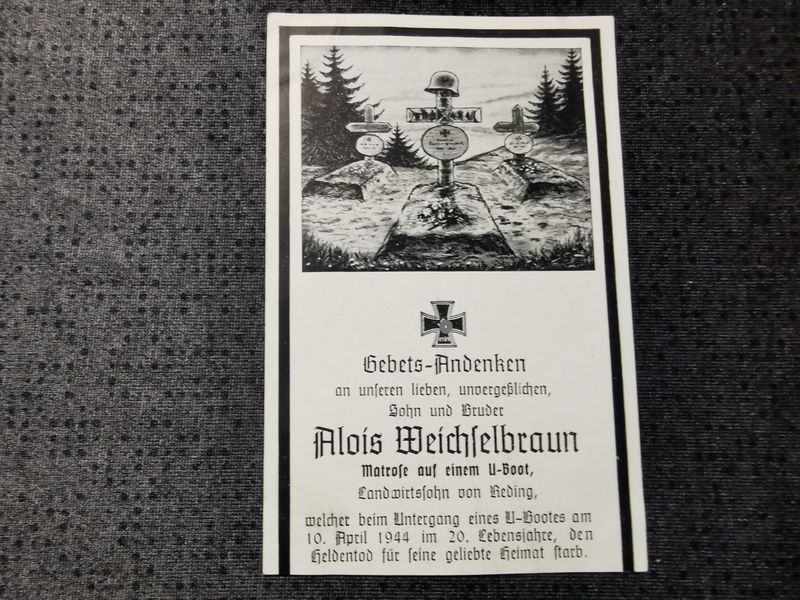 Gebets-Andenken
an unseren lieben, unvergeßlichen,
Sohn und Bruder
Alois Weichselbraun
Matrose auf einem U-Boot,
Landwirtssohn von Reding,
welcher beim Untergang eines U-Bootes am
10. April 1944 im 20. Lebensjahre, den
Heldentod für seine geliebte Heimat starb.